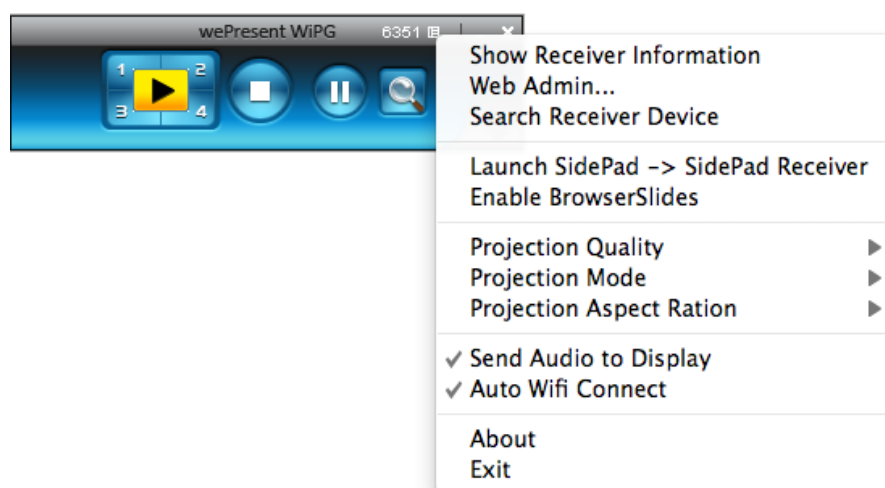 wePresent WiPG 6351
1 2
3 4
Show Receiver Information
Web Admin...
Search Receiver Device
Launch SidePad -> SidePad Receiver
Enable BrowserSlides
Projection Quality
Projection Mode
Projection Aspect Ration
Send Audio to Display
Auto Wifi Connect
About
Exit